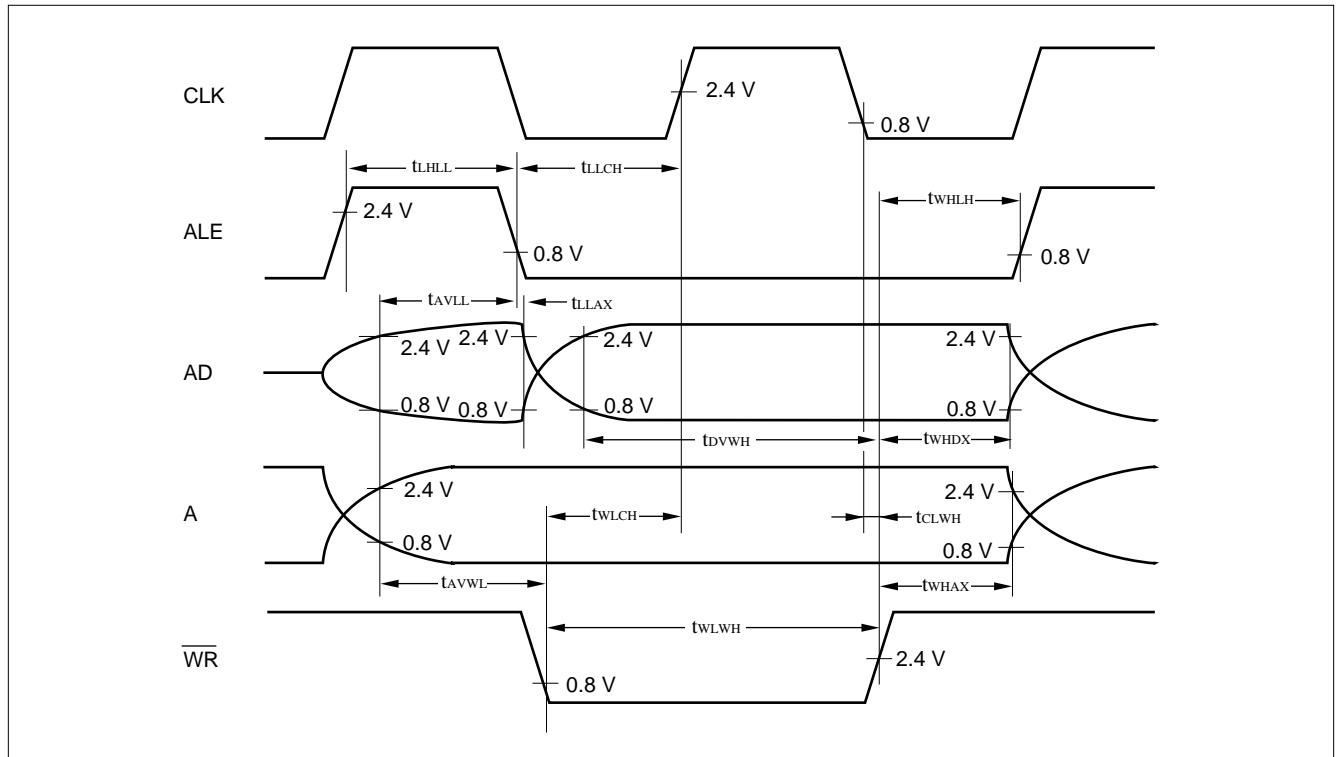 CLK
2.4 V
0.8 V
tLHLL
tLLCH
tWHLH
ALE
2.4 V
0.8 V
0.8 V
tAVLL
tLLAX
AD
2.4 V
2.4 V
2.4 V
2.4 V
0.8 V
0.8 V
0.8 V
0.8 V
tDVWH
tWHDX
A
2.4 V
2.4 V
tWLCH
tCLWH
0.8 V
0.8 V
tAVWL
tWHAX
WR
tWLWH
2.4 V
0.8 V